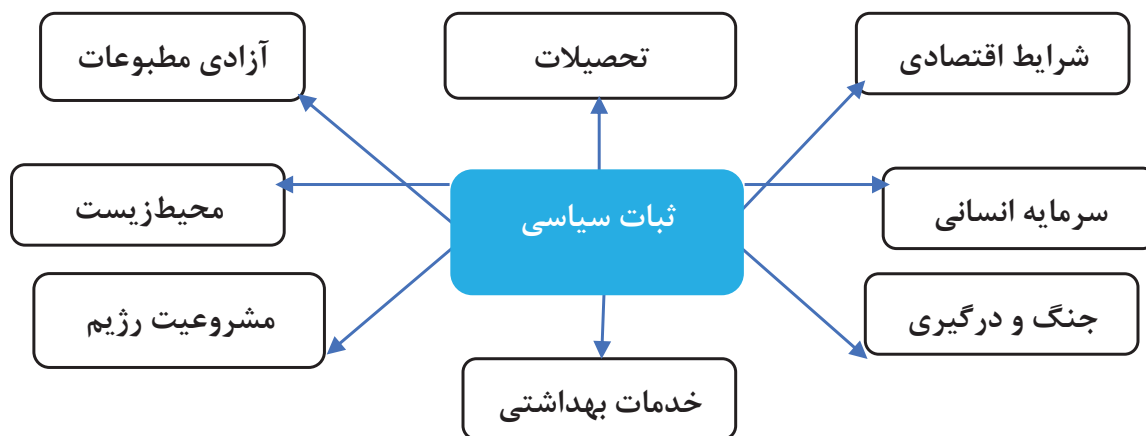 شرایط اقتصادی
تحصیلات
آزادی مطبوعات
سرمایه انسانی
ثبات سیاسی
محیط‌زیست
جنگ و درگیری
مشروعیت رژیم
خدمات بهداشتی